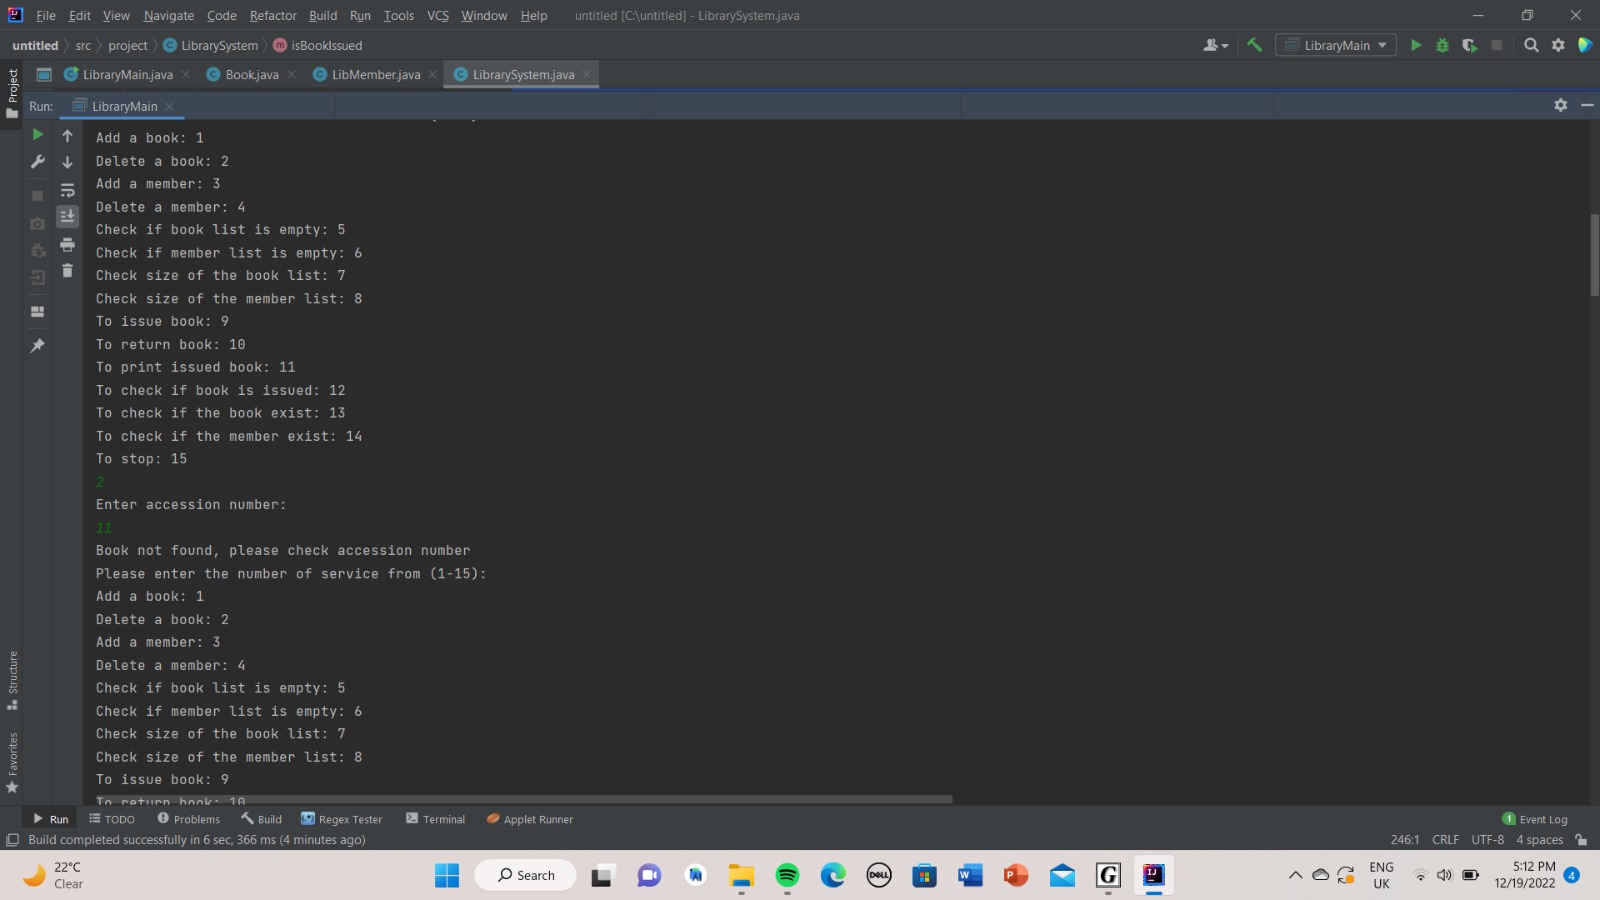 File Edit View Navigate Code Refactor Build Run Tools VCS Window Help untitled [C:\untitled] - LibrarySystem.java
untitled src project LibrarySystem isBookIssued LibraryMain
LibraryMain.java Book.java LibMember.java LibrarySystem.java
Project
Run: LibraryMain
Add a book: 1
Delete a book: 2
Add a member: 3
Delete a member: 4
Check if book list is empty: 5
Check if member list is empty: 6
Check size of the book list: 7
Check size of the member list: 8
To issue book: 9
To return book: 10
To print issued book: 11
To check if book is issued: 12
To check if the book exist: 13
To check if the member exist: 14
To stop: 15
2
Enter accession number:
11
Book not found, please check accession number
Please enter the number of service from (1-15):
Add a book: 1
Delete a book: 2
Add a member: 3
Delete a member: 4
Check if book list is empty: 5
Check if member list is empty: 6
Check size of the book list: 7
Check size of the member list: 8
To issue book: 9
To return book: 10
Structure
Favorites
Run TODO Problems Build Regex Tester Terminal Applet Runner 1 Event Log
Build completed successfully in 6 sec, 366 ms (4 minutes ago) 246:1 CRLF UTF-8 4 spaces
22°C
Clear
Search
DELL
ENG
UK
5:12 PM
12/19/2022
4